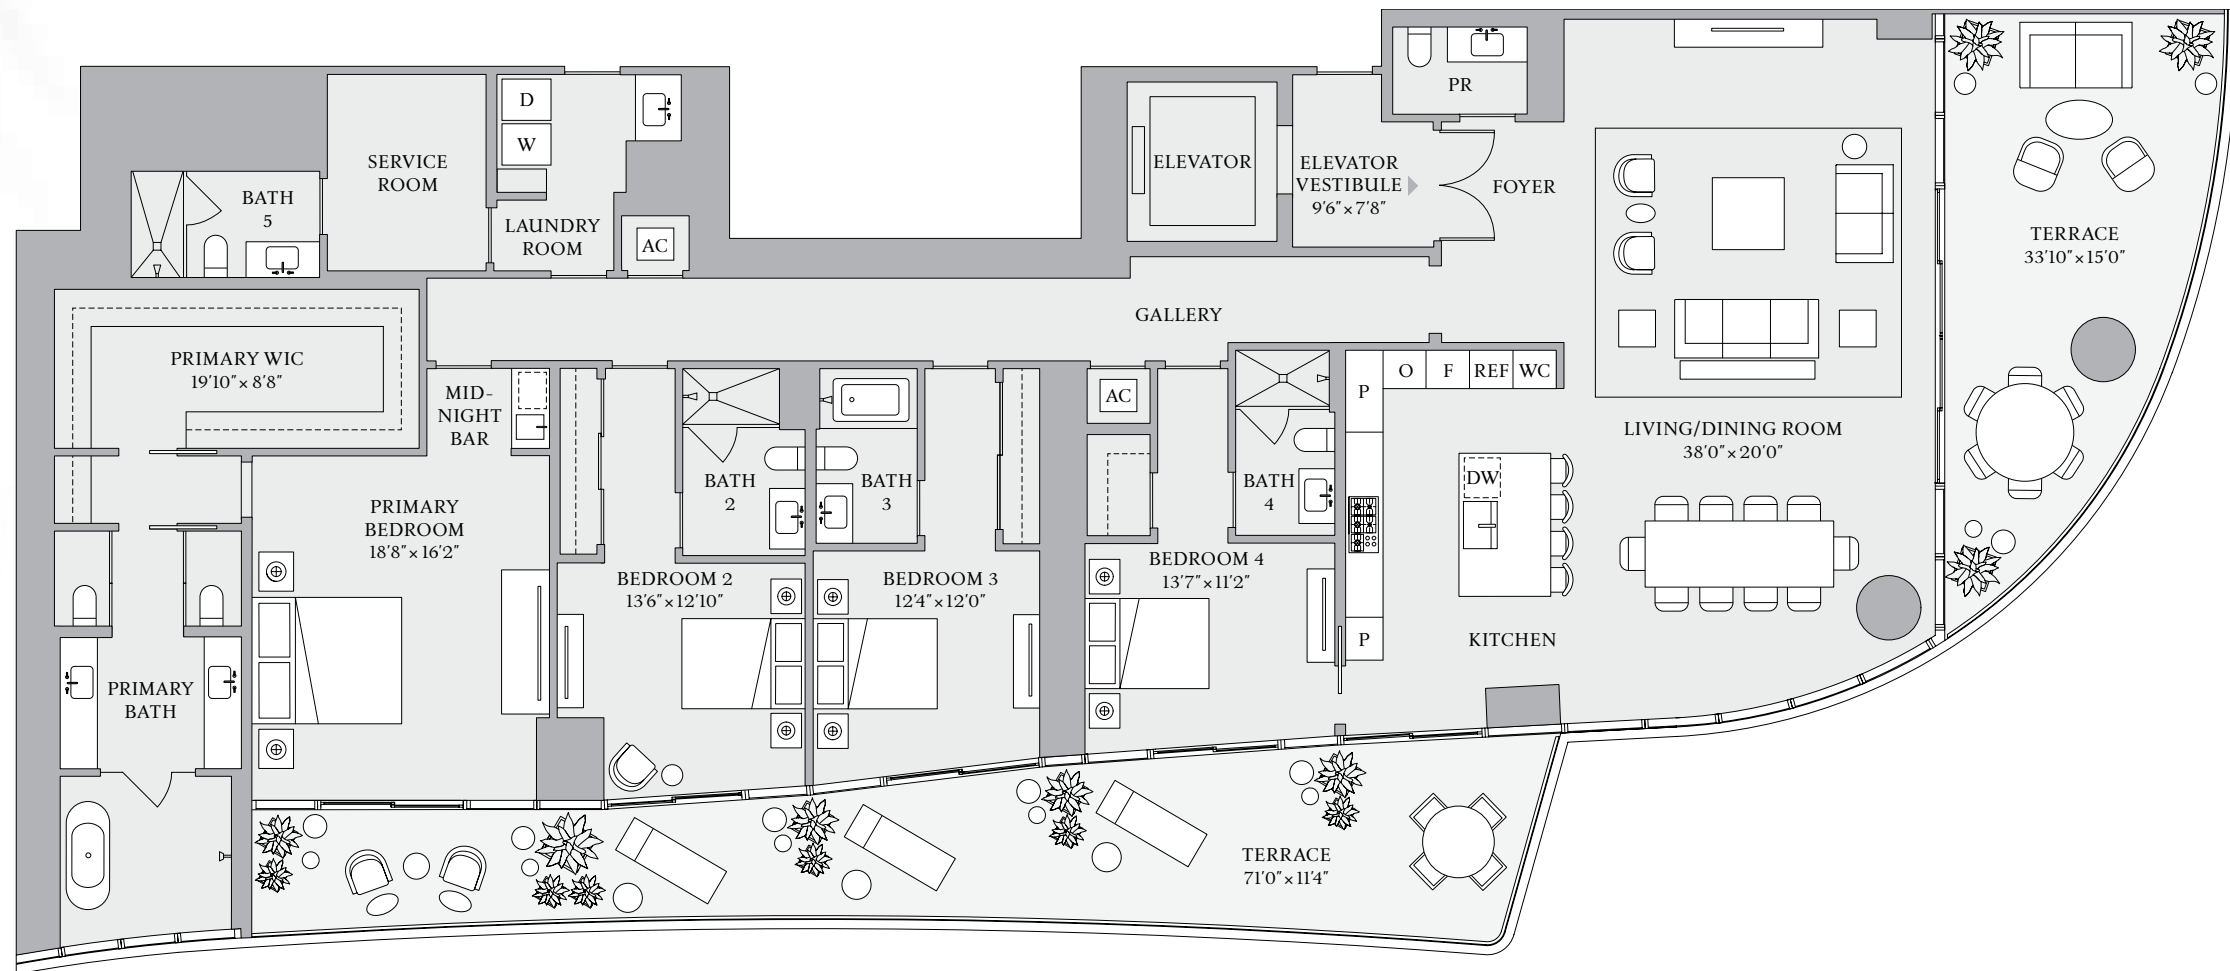 PR
D
W
SERVICE
ROOM
ELEVATOR
ELEVATOR
VESTIBULE
9'6"×7'8"
FOYER
BATH
5
LAUNDRY
ROOM
AC
TERRACE
33'10"×15'0"
GALLERY
PRIMARY WIC
19'10"×8'8"
MID-
NIGHT
BAR
AC
P
O
F
REF
WC
LIVING/DINING ROOM
38'0"×20'0"
PRIMARY
BEDROOM
18'8"×16'2"
BATH
2
BATH
3
BATH
4
DW
BEDROOM 2
13'6"×12'10"
BEDROOM 3
12'4"×12'0"
BEDROOM 4
13'7"×11'2"
P
KITCHEN
PRIMARY
BATH
TERRACE
71'0"×11'4"